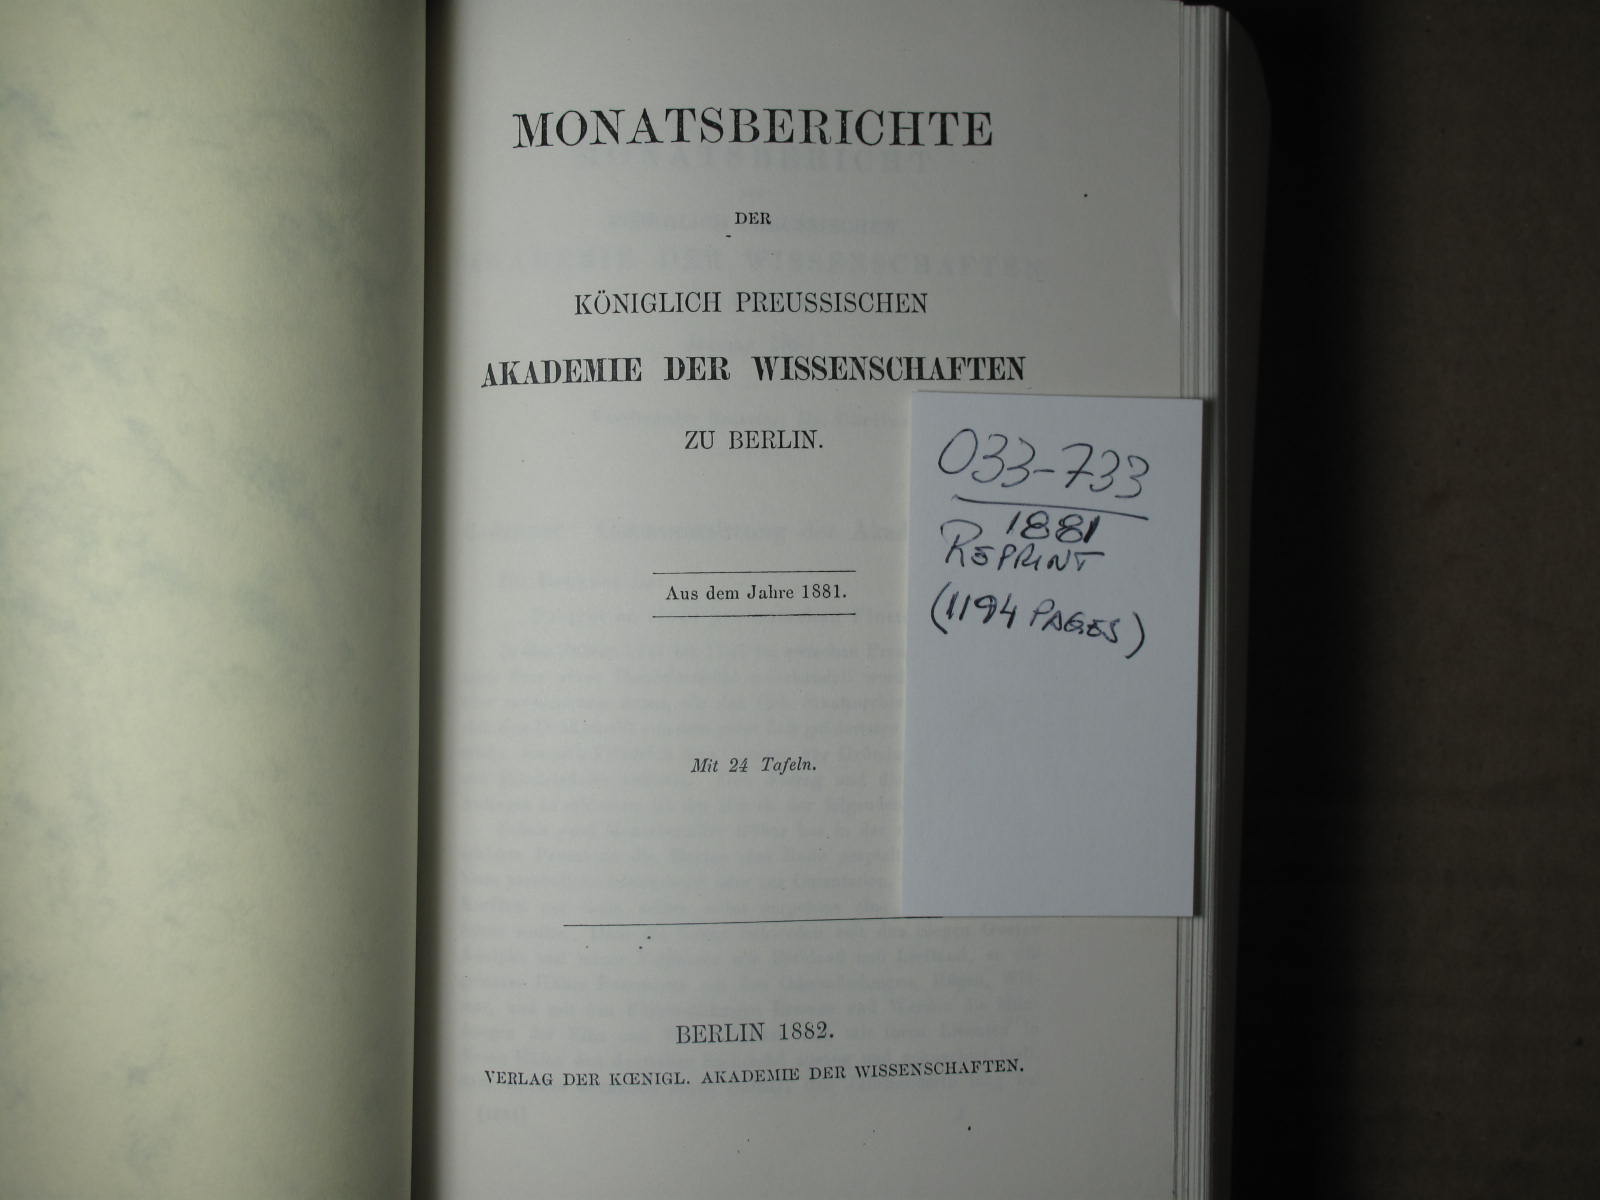 MONATSBERICHTE
DER
KÖNIGLICH PREUSSISCHEN
AKADEMIE DER WISSENSCHAFTEN
ZU BERLIN.
Aus dem Jahre 1881.
Mit 24 Tafeln.
BERLIN 1882.
VERLAG DER KŒNIGL. AKADEMIE DER WISSENSCHAFTEN.
033-733
1881
REPRINT
(1194 PAGES)